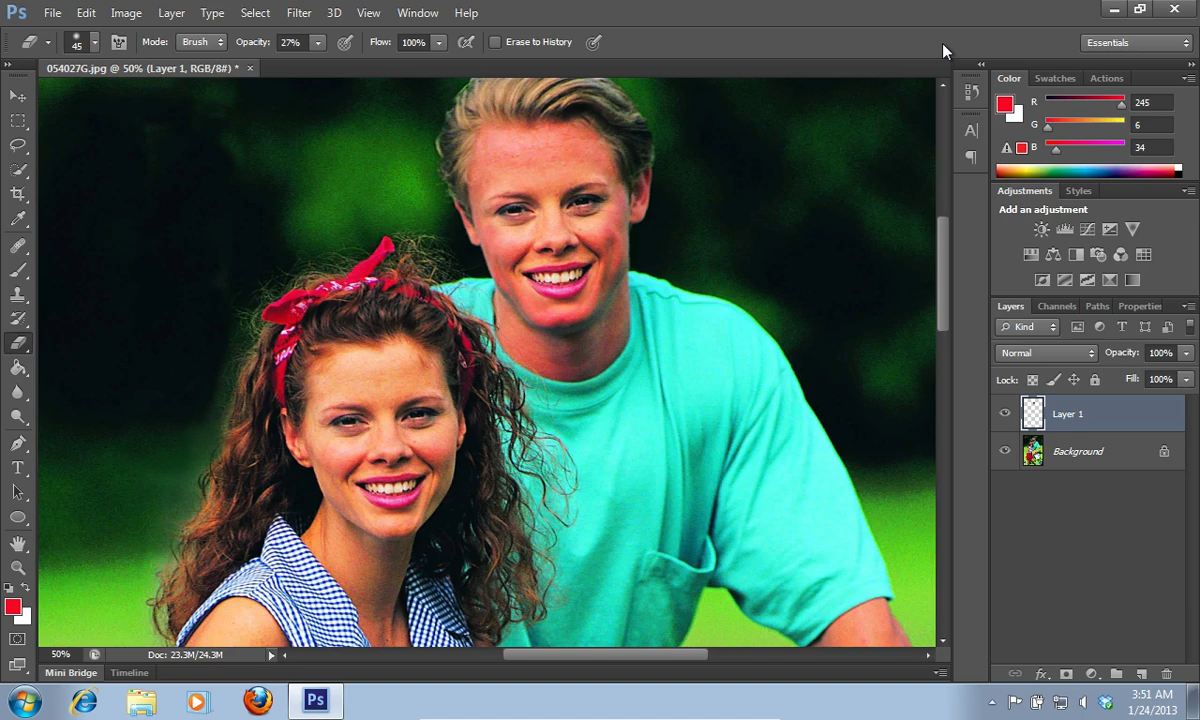 Ps File Edit Image Layer Type Select Filter 3D View Window Help
45 Mode: Brush Opacity: 27% Flow: 100% Erase to History Essentials
054027G.jpg @ 50% (Layer 1, RGB/8#) * ×
Color Swatches Actions
R 245
G 6
B 34
Adjustments Styles
Add an adjustment
Layers Channels Paths Properties
Kind
Normal Opacity: 100%
Lock: Fill: 100%
Layer 1
Background
50% Doc: 23.3M/24.3M
Mini Bridge Timeline
Ps
3:51 AM
1/24/2013